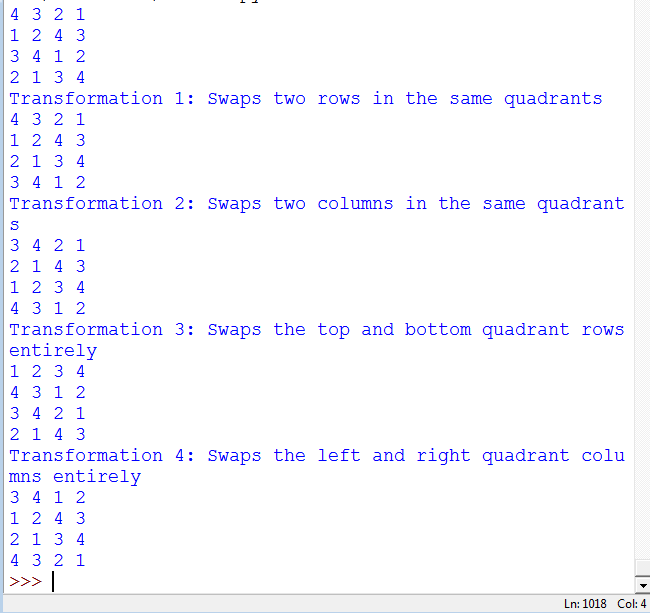 4 3 2 1
1 2 4 3
3 4 1 2
2 1 3 4
Transformation 1: Swaps two rows in the same quadrants
4 3 2 1
1 2 4 3
2 1 3 4
3 4 1 2
Transformation 2: Swaps two columns in the same quadrant
s
3 4 2 1
2 1 4 3
1 2 3 4
4 3 1 2
Transformation 3: Swaps the top and bottom quadrant rows
entirely
1 2 3 4
4 3 1 2
3 4 2 1
2 1 4 3
Transformation 4: Swaps the left and right quadrant colu
mns entirely
3 4 1 2
1 2 4 3
2 1 3 4
4 3 2 1
>>>
Ln: 1018 Col: 4